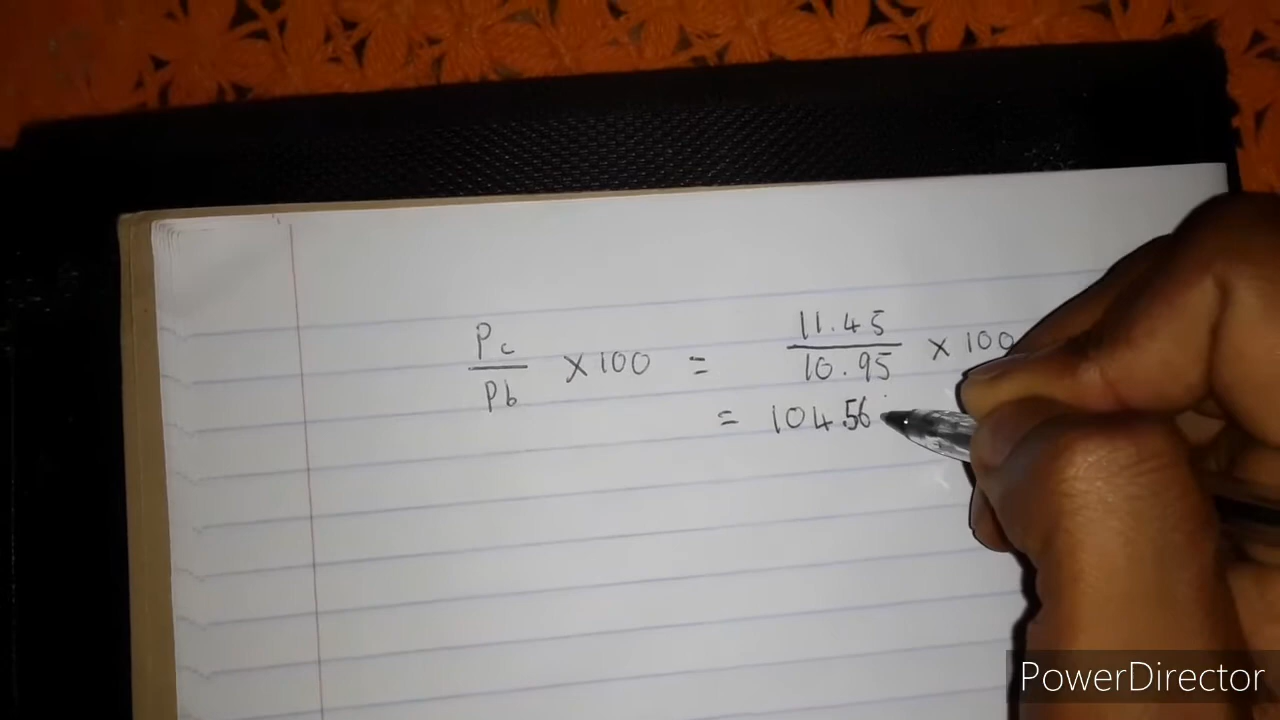 Pc/Pb × 100 = 11.45/10.95 × 100
= 104.56
PowerDirector